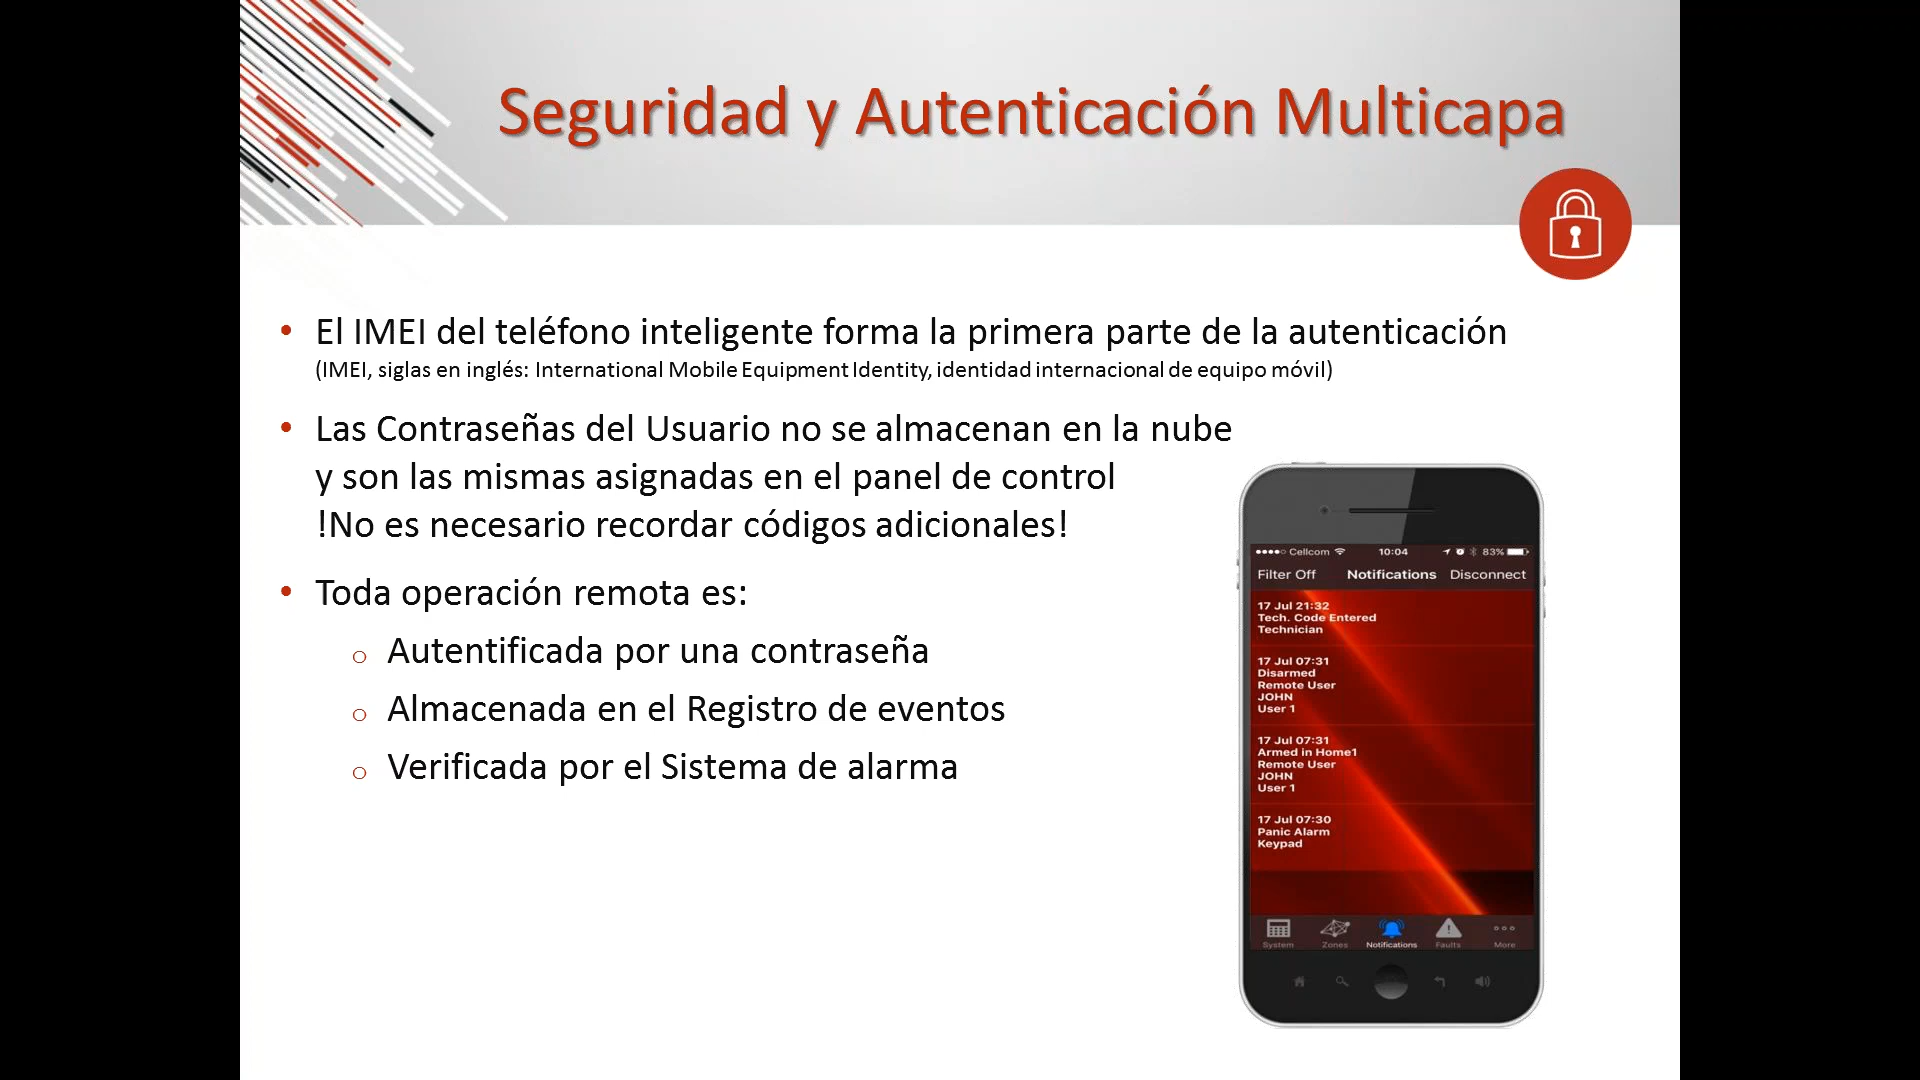 Seguridad y Autenticación Multicapa
• El IMEI del teléfono inteligente forma la primera parte de la autenticación
(IMEI, siglas en inglés: International Mobile Equipment Identity, identidad internacional de equipo móvil)
• Las Contraseñas del Usuario no se almacenan en la nube
y son las mismas asignadas en el panel de control
!No es necesario recordar códigos adicionales!
• Toda operación remota es:
o Autentificada por una contraseña
o Almacenada en el Registro de eventos
o Verificada por el Sistema de alarma
Cellcom 10:04 83%
Filter Off Notifications Disconnect
17 Jul 21:32
Tech. Code Entered
Technician
17 Jul 07:31
Disarmed
Remote User
JOHN
User 1
17 Jul 07:31
Armed in Home1
Remote User
JOHN
User 1
17 Jul 07:30
Panic Alarm
Keypad
System Zones Notifications Faults More